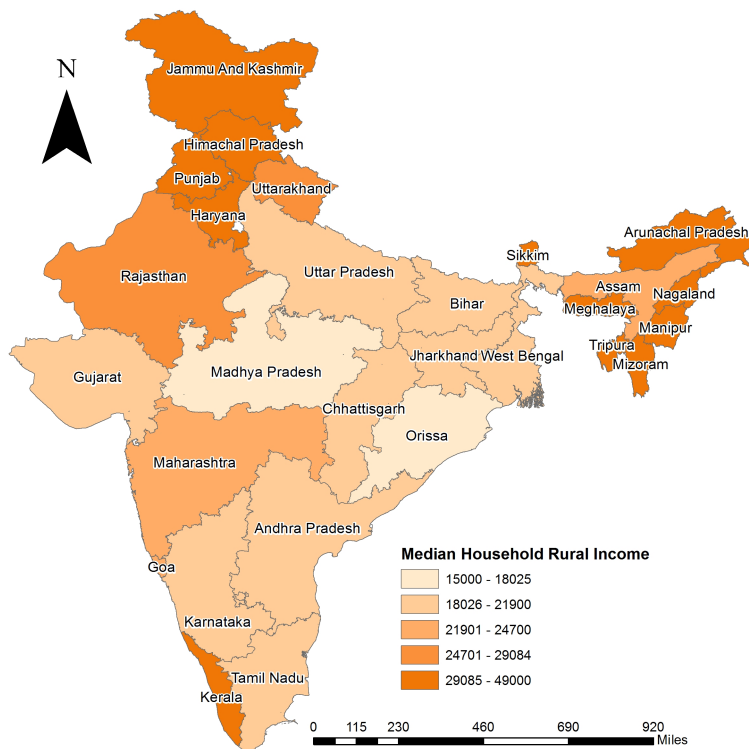 N
Jammu And Kashmir
Himachal Pradesh
Punjab
Uttarakhand
Haryana
Arunachal Pradesh
Sikkim
Rajasthan
Uttar Pradesh
Assam
Nagaland
Bihar
Meghalaya
Manipur
Tripura
Jharkhand
West Bengal
Mizoram
Gujarat
Madhya Pradesh
Chhattisgarh
Orissa
Maharashtra
Andhra Pradesh
Goa
Karnataka
Tamil Nadu
Kerala
Median Household Rural Income
15000 - 18025
18026 - 21900
21901 - 24700
24701 - 29084
29085 - 49000
0 115 230 460 690 920
Miles